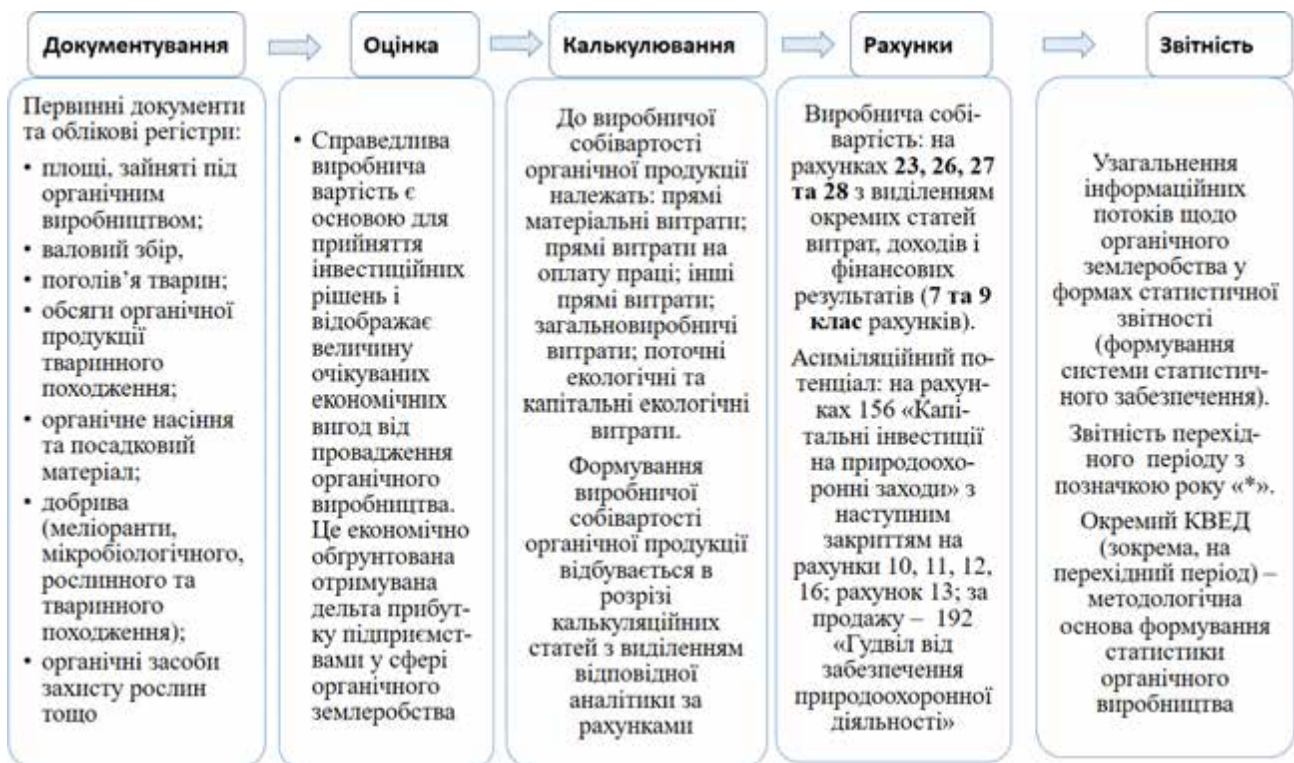 Документування
Оцінка
Калькулювання
Рахунки
Звітність
Первинні документи
та облікові регістри:
• площі, зайняті під
органічним
виробництвом;
• валовий збір,
• поголів’я тварин;
• обсяги органічної
продукції
тваринного
походження;
• органічне насіння
та посадковий
матеріал;
• добрива
(меліоранти,
мікробіологічного,
рослинного та
тваринного
походження);
• органічні засоби
захисту рослин
тощо
• Справедлива
виробнича
вартість є
основою для
прийняття
інвестиційних
рішень і
відображає
величину
очікуваних
економічних
вигод від
провадження
органічного
виробництва.
Це економічно
обґрунтована
отримувана
дельта прибут-
ку підприємст-
вами у сфері
органічного
землеробства
До виробничої
собівартості
органічної продукції
належать: прямі
матеріальні витрати;
прямі витрати на
оплату праці; інші
прямі витрати;
загальновиробничі
витрати; поточні
екологічні та
капітальні екологічні
витрати.
Формування
виробничої
собівартості
органічної продукції
відбувається в
розрізі
калькуляційних
статей з виділенням
відповідної
аналітики за
рахунками
Виробнича собі-
вартість: на
рахунках 23, 26, 27
та 28 з виділенням
окремих статей
витрат, доходів і
фінансових
результатів (7 та 9
клас рахунків).
Асиміляційний по-
тенціал: на рахун-
ках 156 «Капі-
тальні інвестиції
на природоохо-
ронні заходи» з
наступним
закриттям на
рахунки 10, 11, 12,
16; рахунок 13; за
продажу – 192
«Гудвіл від
забезпечення
природоохоронної
діяльності»
Узагальнення
інформаційних
потоків щодо
органічного
землеробства у
формах статистичної
звітності
(формування
системи статистич-
ного забезпечення).
Звітність перехід-
ного періоду з
позначкою року «*».
Окремий КВЕД
(зокрема, на
перехідний період) –
методологічна
основа формування
статистики
органічного
виробництва